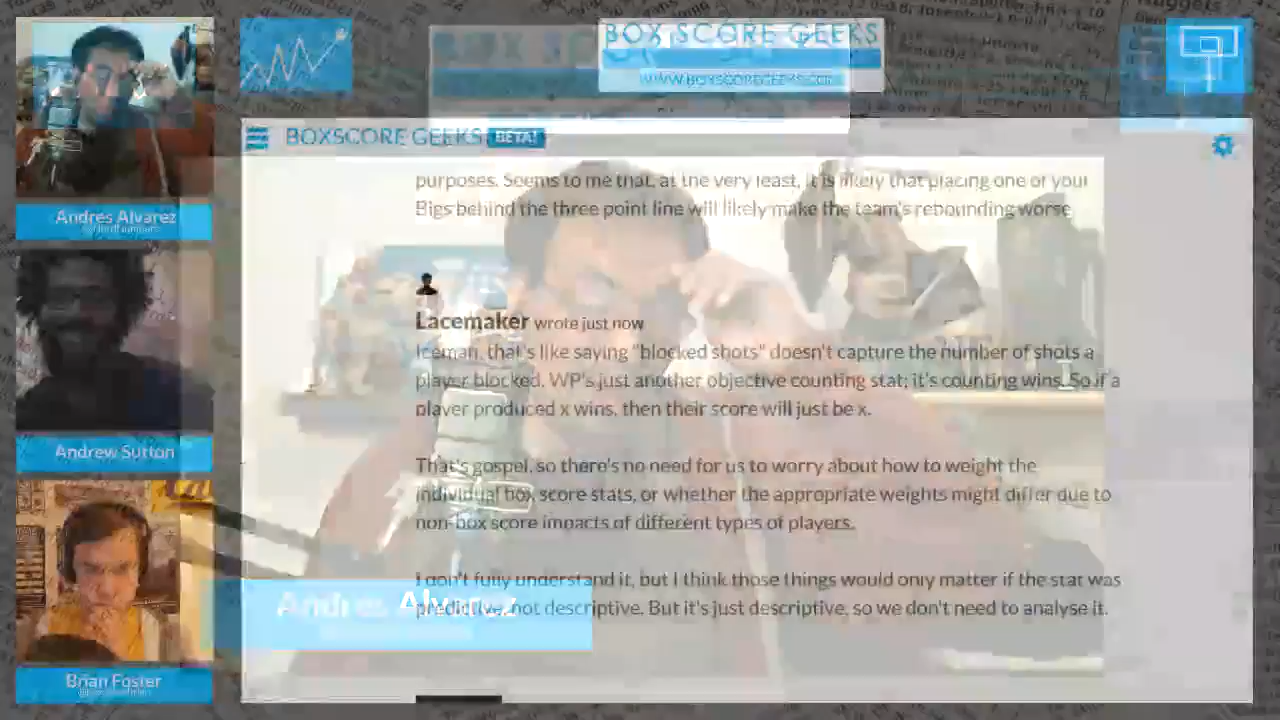 BOX SCORE GEEKS
WWW.BOXSCOREGEEKS.COM
BOXSCORE GEEKS BETA!
Andres Alvarez
Andrew Sutton
Brian Foster
purposes. Seems to me that, at the very least, it is likely that placing one of your
Bigs behind the three point line will likely make the team's rebounding worse
Lacemaker wrote just now
Iceman, that's like saying "blocked shots" doesn't capture the number of shots a
player blocked. WP's just another objective counting stat; it's counting wins. So if a
player produced x wins, then their score will just be x.
That's gospel, so there's no need for us to worry about how to weight the
individual box score stats, or whether the appropriate weights might differ due to
non-box score impacts of different types of players.
I don't fully understand it, but I think those things would only matter if the stat was
predictive, not descriptive. But it's just descriptive, so we don't need to analyse it.
Andres Alvarez